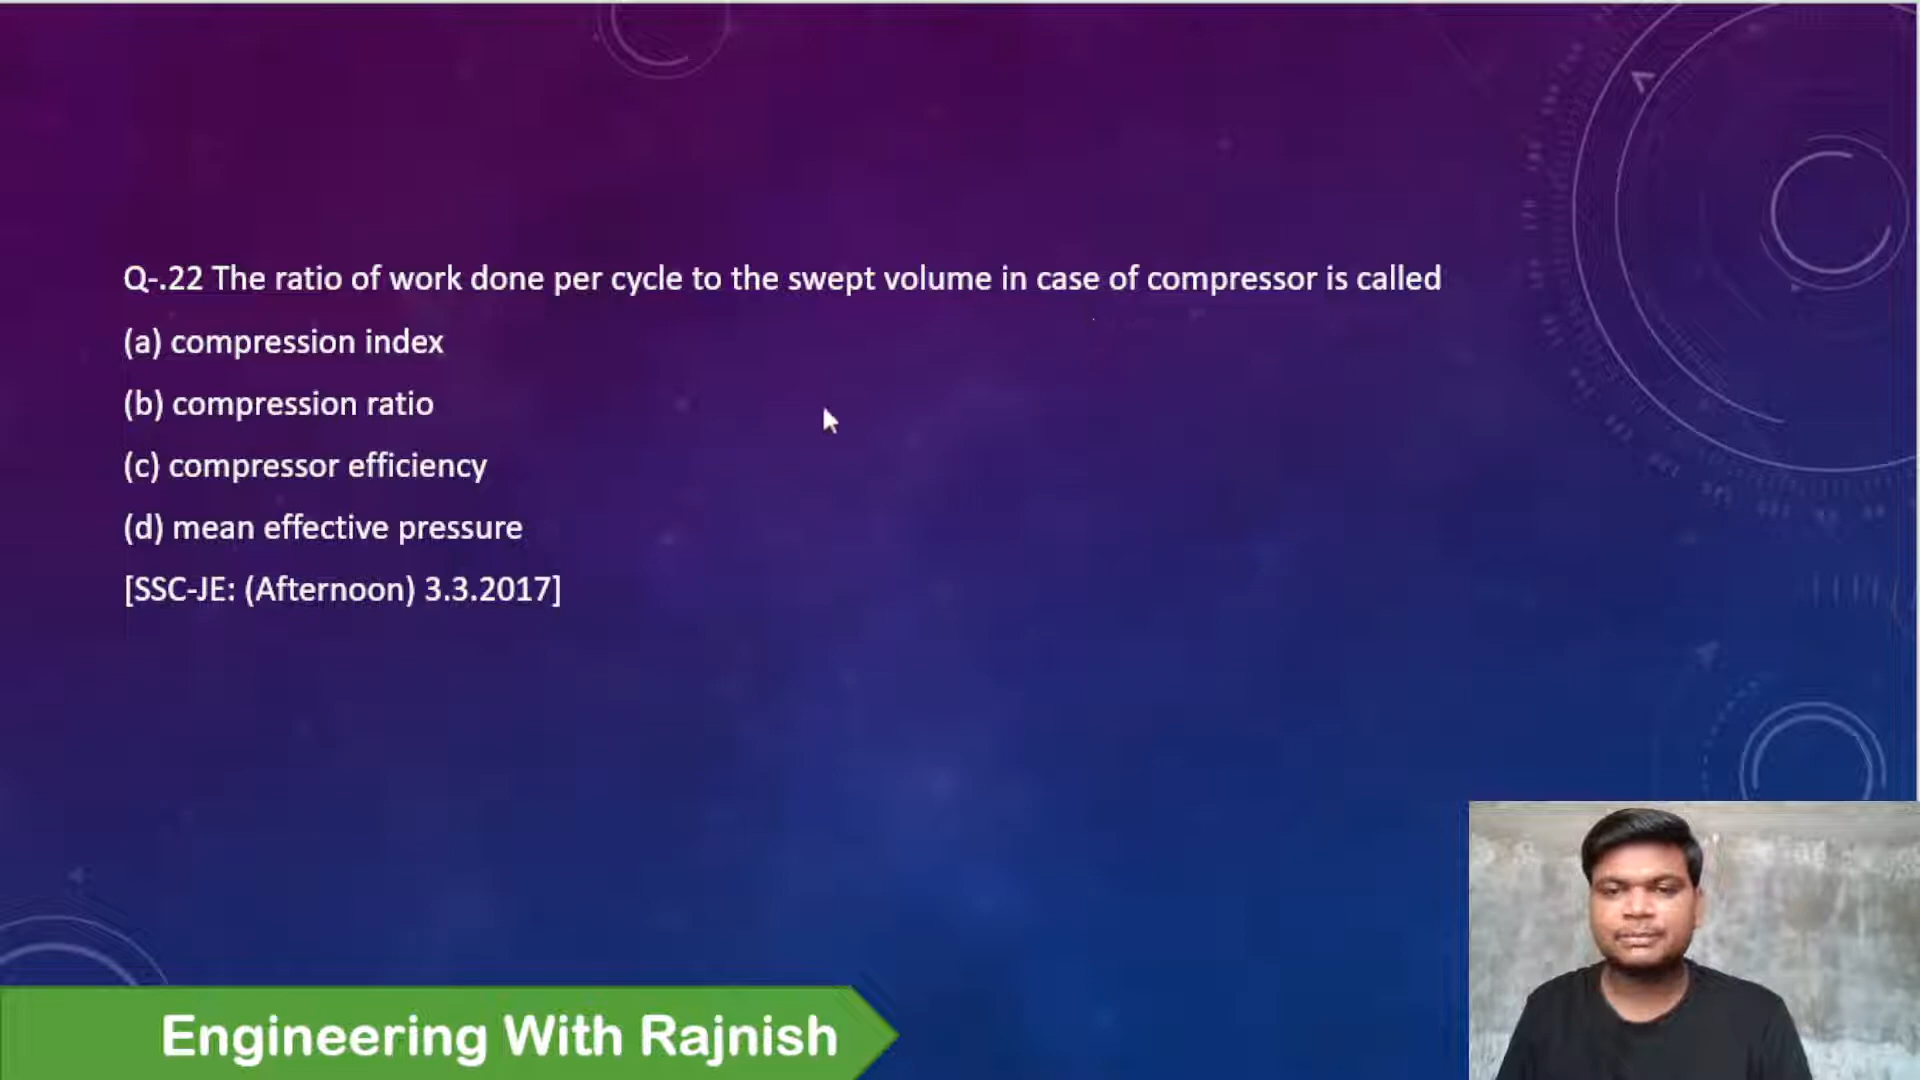 Q-.22 The ratio of work done per cycle to the swept volume in case of compressor is called
(a) compression index
(b) compression ratio
(c) compressor efficiency
(d) mean effective pressure
[SSC-JE: (Afternoon) 3.3.2017]
Engineering With Rajnish